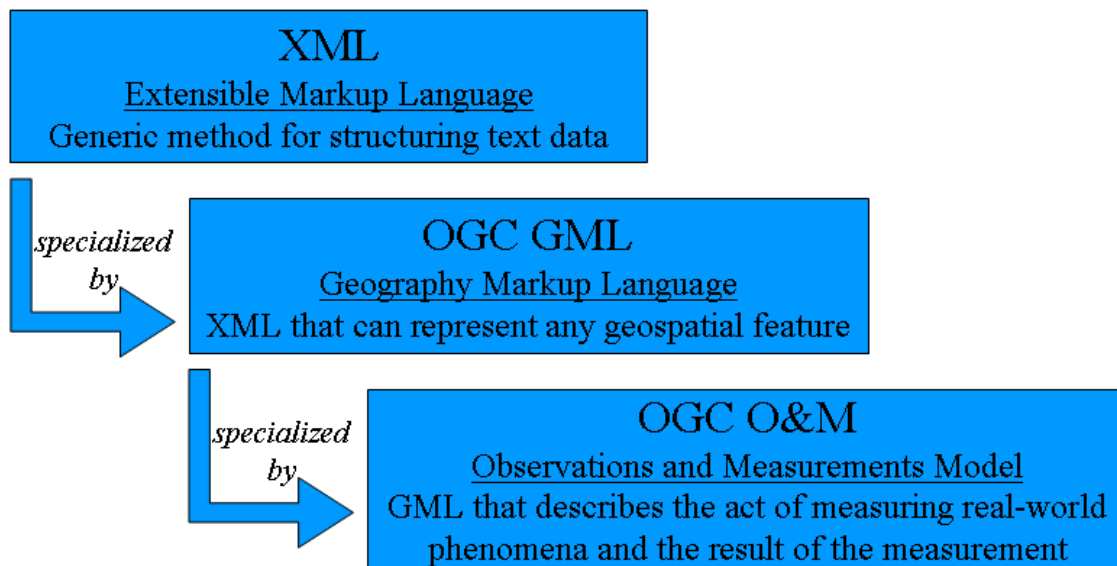 XML
Extensible Markup Language
Generic method for structuring text data
specialized
by
OGC GML
Geography Markup Language
XML that can represent any geospatial feature
specialized
by
OGC O&M
Observations and Measurements Model
GML that describes the act of measuring real-world
phenomena and the result of the measurement